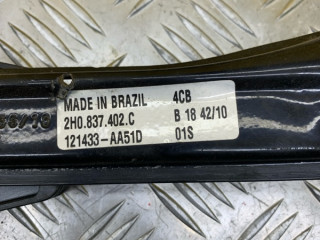 MADE IN BRAZIL 4CB
2H0.837.402.C B 18 42/10
121433-AA51D 01S